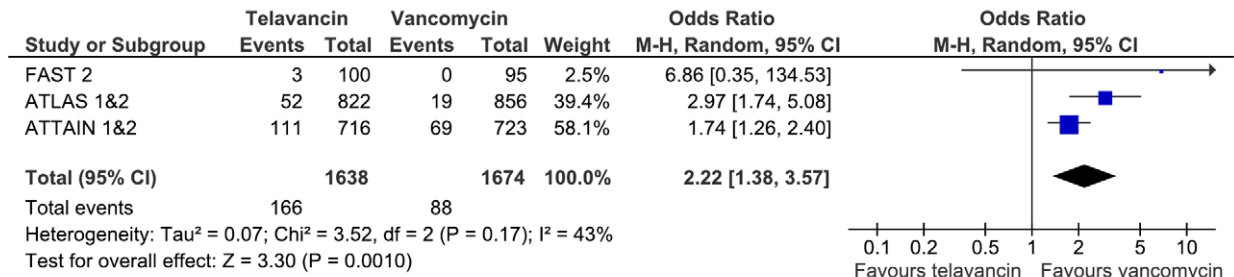 Telavancin Vancomycin Odds Ratio Odds Ratio
Study or Subgroup Events Total Events Total Weight M-H, Random, 95% CI M-H, Random, 95% CI
FAST 2 3 100 0 95 2.5% 6.86 [0.35, 134.53]
ATLAS 1&2 52 822 19 856 39.4% 2.97 [1.74, 5.08]
ATTAIN 1&2 111 716 69 723 58.1% 1.74 [1.26, 2.40]
Total (95% CI) 1638 1674 100.0% 2.22 [1.38, 3.57]
Total events 166 88
Heterogeneity: Tau² = 0.07; Chi² = 3.52, df = 2 (P = 0.17); I² = 43%
Test for overall effect: Z = 3.30 (P = 0.0010)
0.1 0.2 0.5 1 2 5 10
Favours telavancin Favours vancomycin